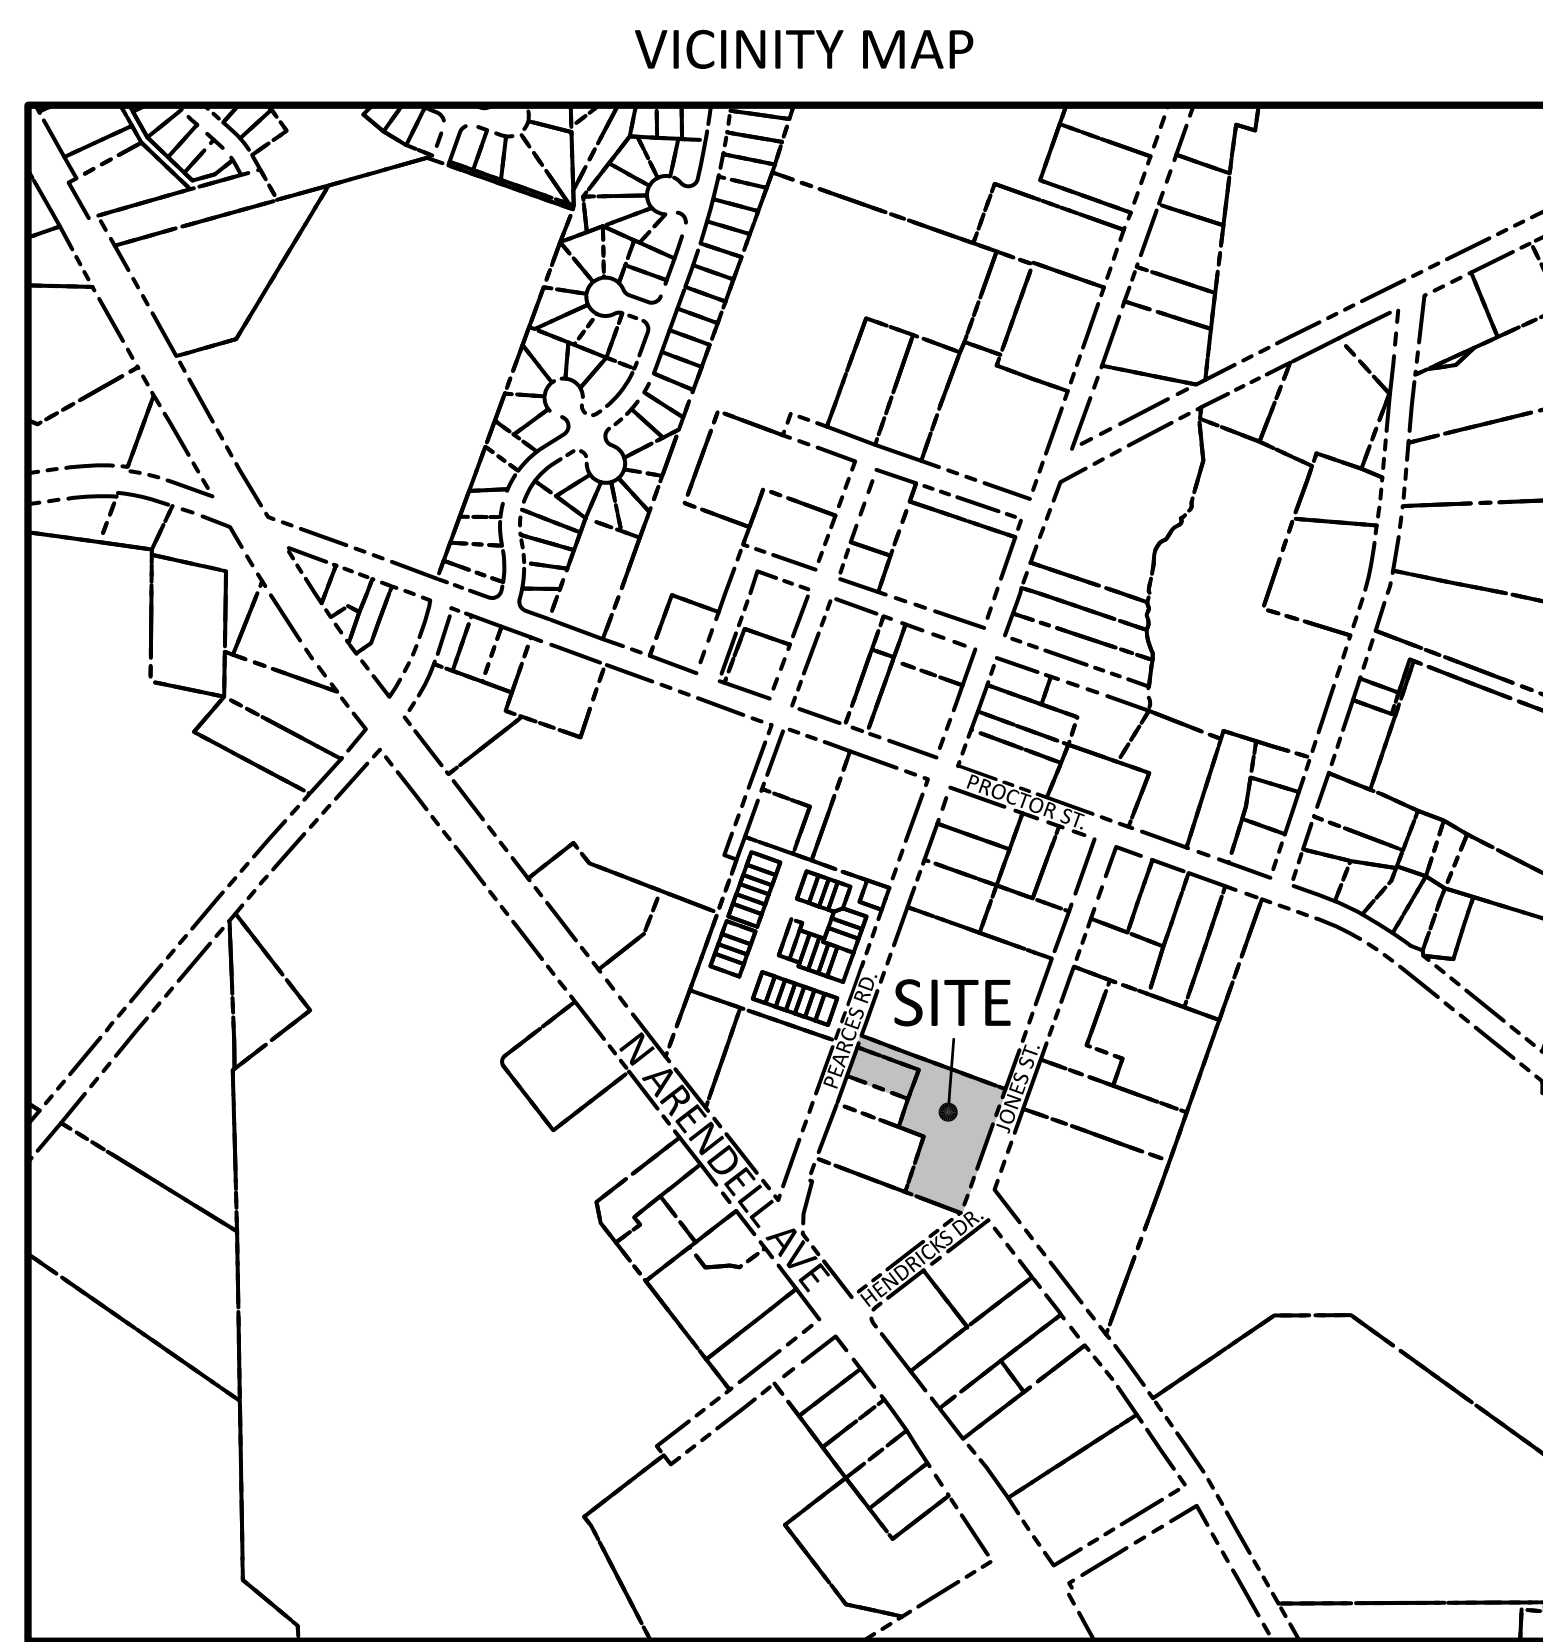 VICINITY MAP
PROCTOR ST.
SITE
PEARCES RD.
JONES ST.
N ARENDELL AVE
HENDRICKS DR.